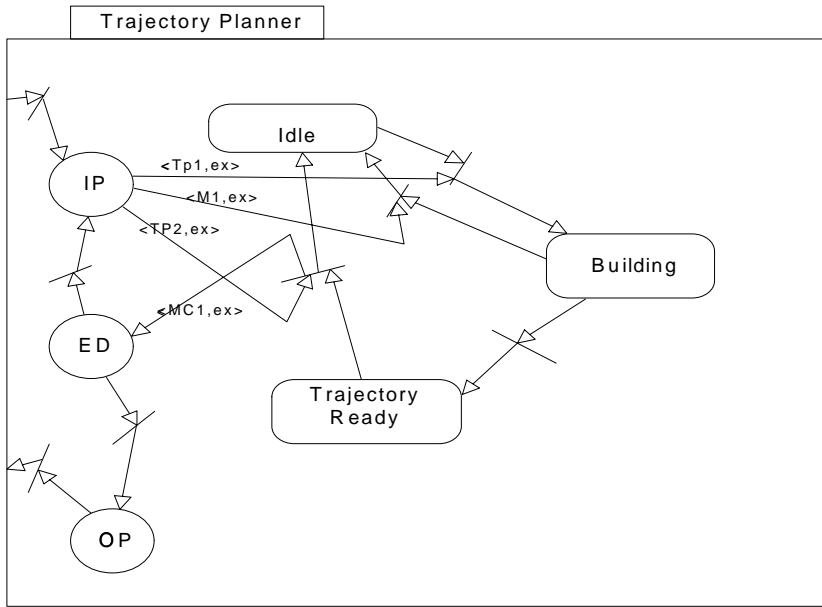 Trajectory Planner
Idle
<Tp1,ex>
IP
<M1,ex>
<TP2,ex>
Building
<MC1,ex>
ED
Trajectory
Ready
OP